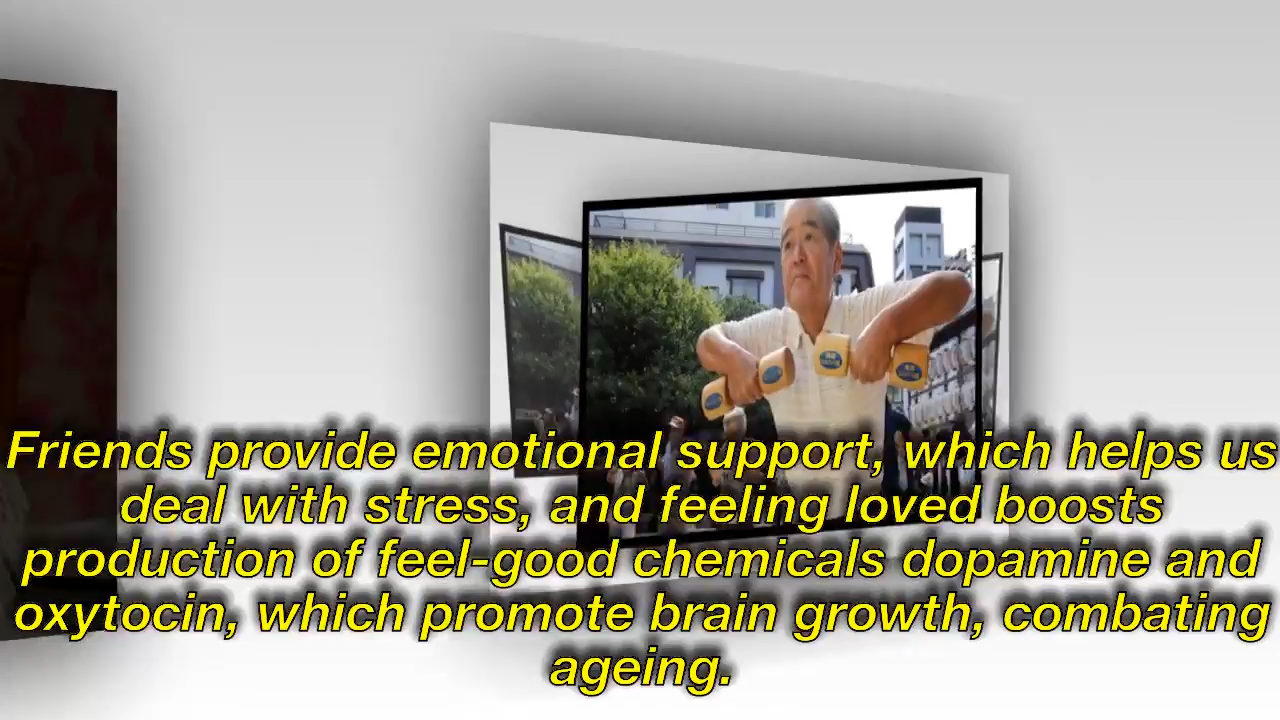 Friends provide emotional support, which helps us
deal with stress, and feeling loved boosts
production of feel-good chemicals dopamine and
oxytocin, which promote brain growth, combating
ageing.